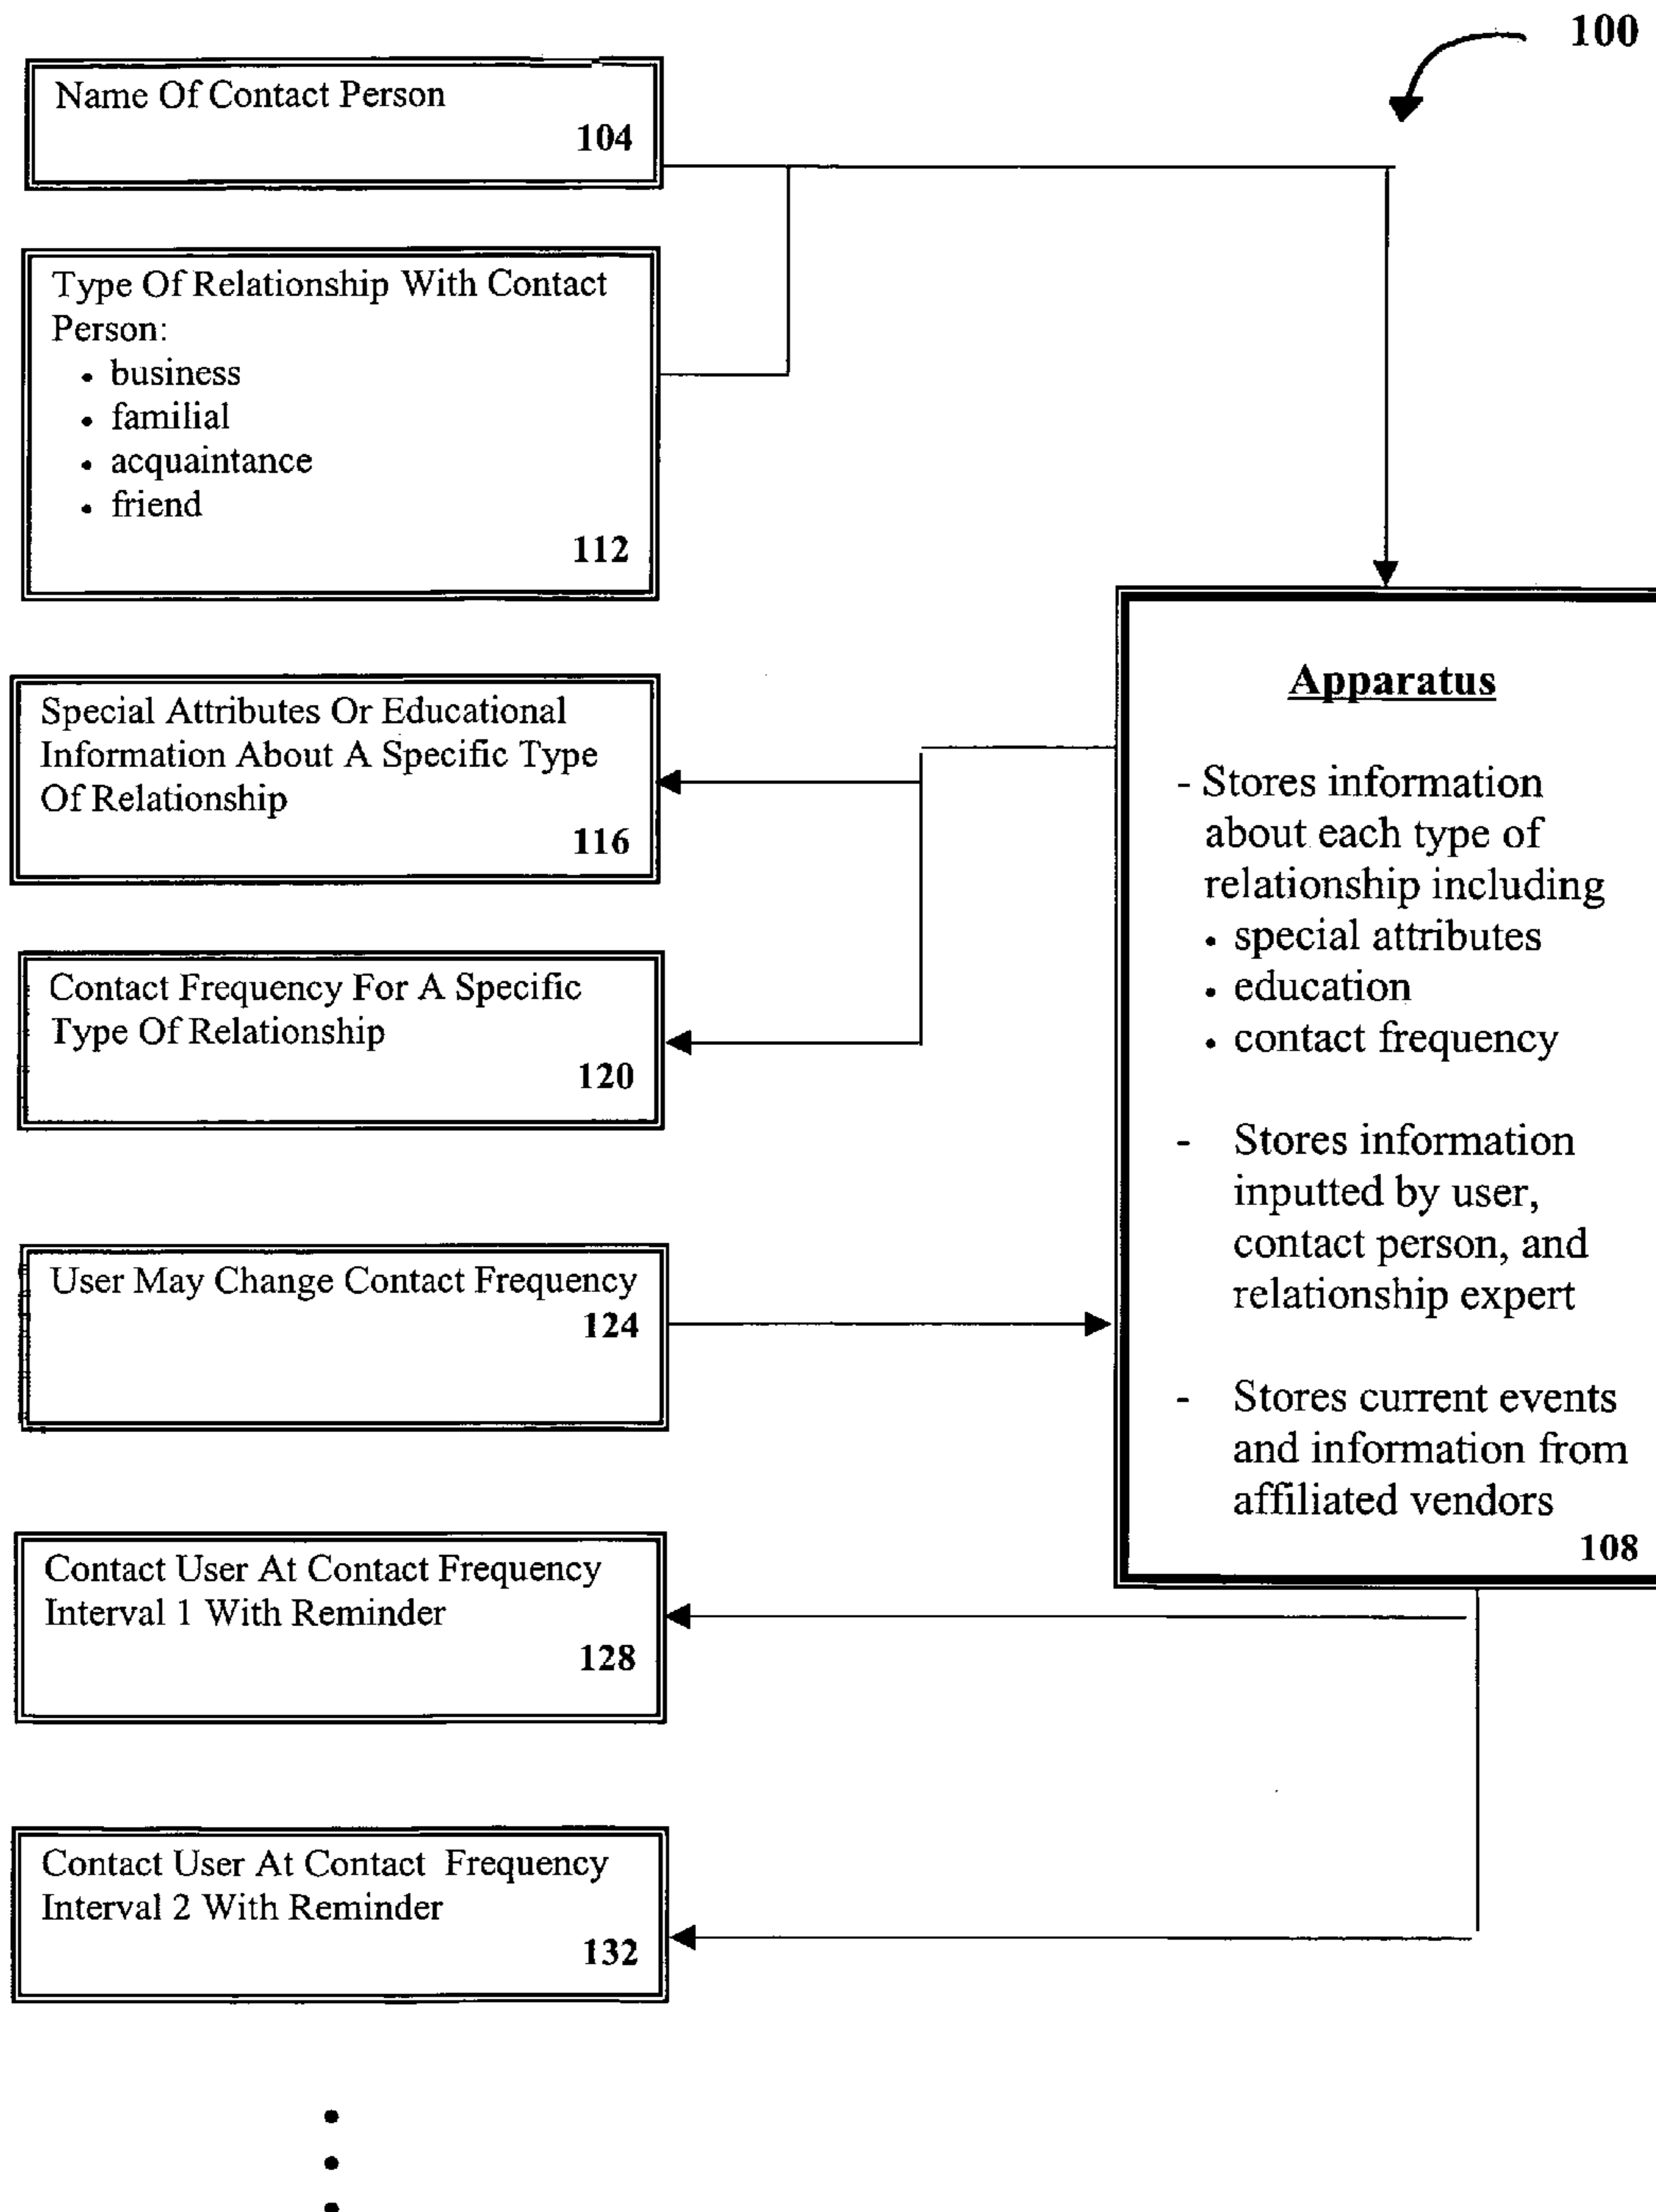 100
Name Of Contact Person
104
Type Of Relationship With Contact
Person:
• business
• familial
• acquaintance
• friend
112
Special Attributes Or Educational
Information About A Specific Type
Of Relationship
116
Contact Frequency For A Specific
Type Of Relationship
120
User May Change Contact Frequency
124
Contact User At Contact Frequency
Interval 1 With Reminder
128
Contact User At Contact Frequency
Interval 2 With Reminder
132
Apparatus
- Stores information
about each type of
relationship including
• special attributes
• education
• contact frequency
- Stores information
inputted by user,
contact person, and
relationship expert
- Stores current events
and information from
affiliated vendors
108